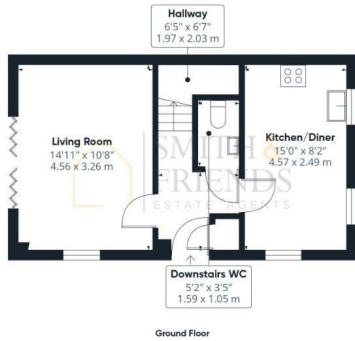 Hallway
6'5" x 6'7"
1.97 x 2.03 m
Living Room
14'11" x 10'8"
4.56 x 3.26 m
Kitchen/Diner
15'0" x 8'2"
4.57 x 2.49 m
SMITH &
FRIENDS
ESTATE AGENTS
Downstairs WC
5'2" x 3'5"
1.59 x 1.05 m
Ground Floor